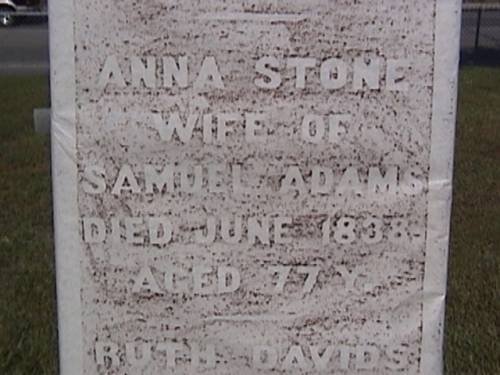 ANNA STONE
WIFE OF
SAMUEL ADAMS
DIED JUNE 1838.
AGED 77 Y.
RUTH DAVIDS